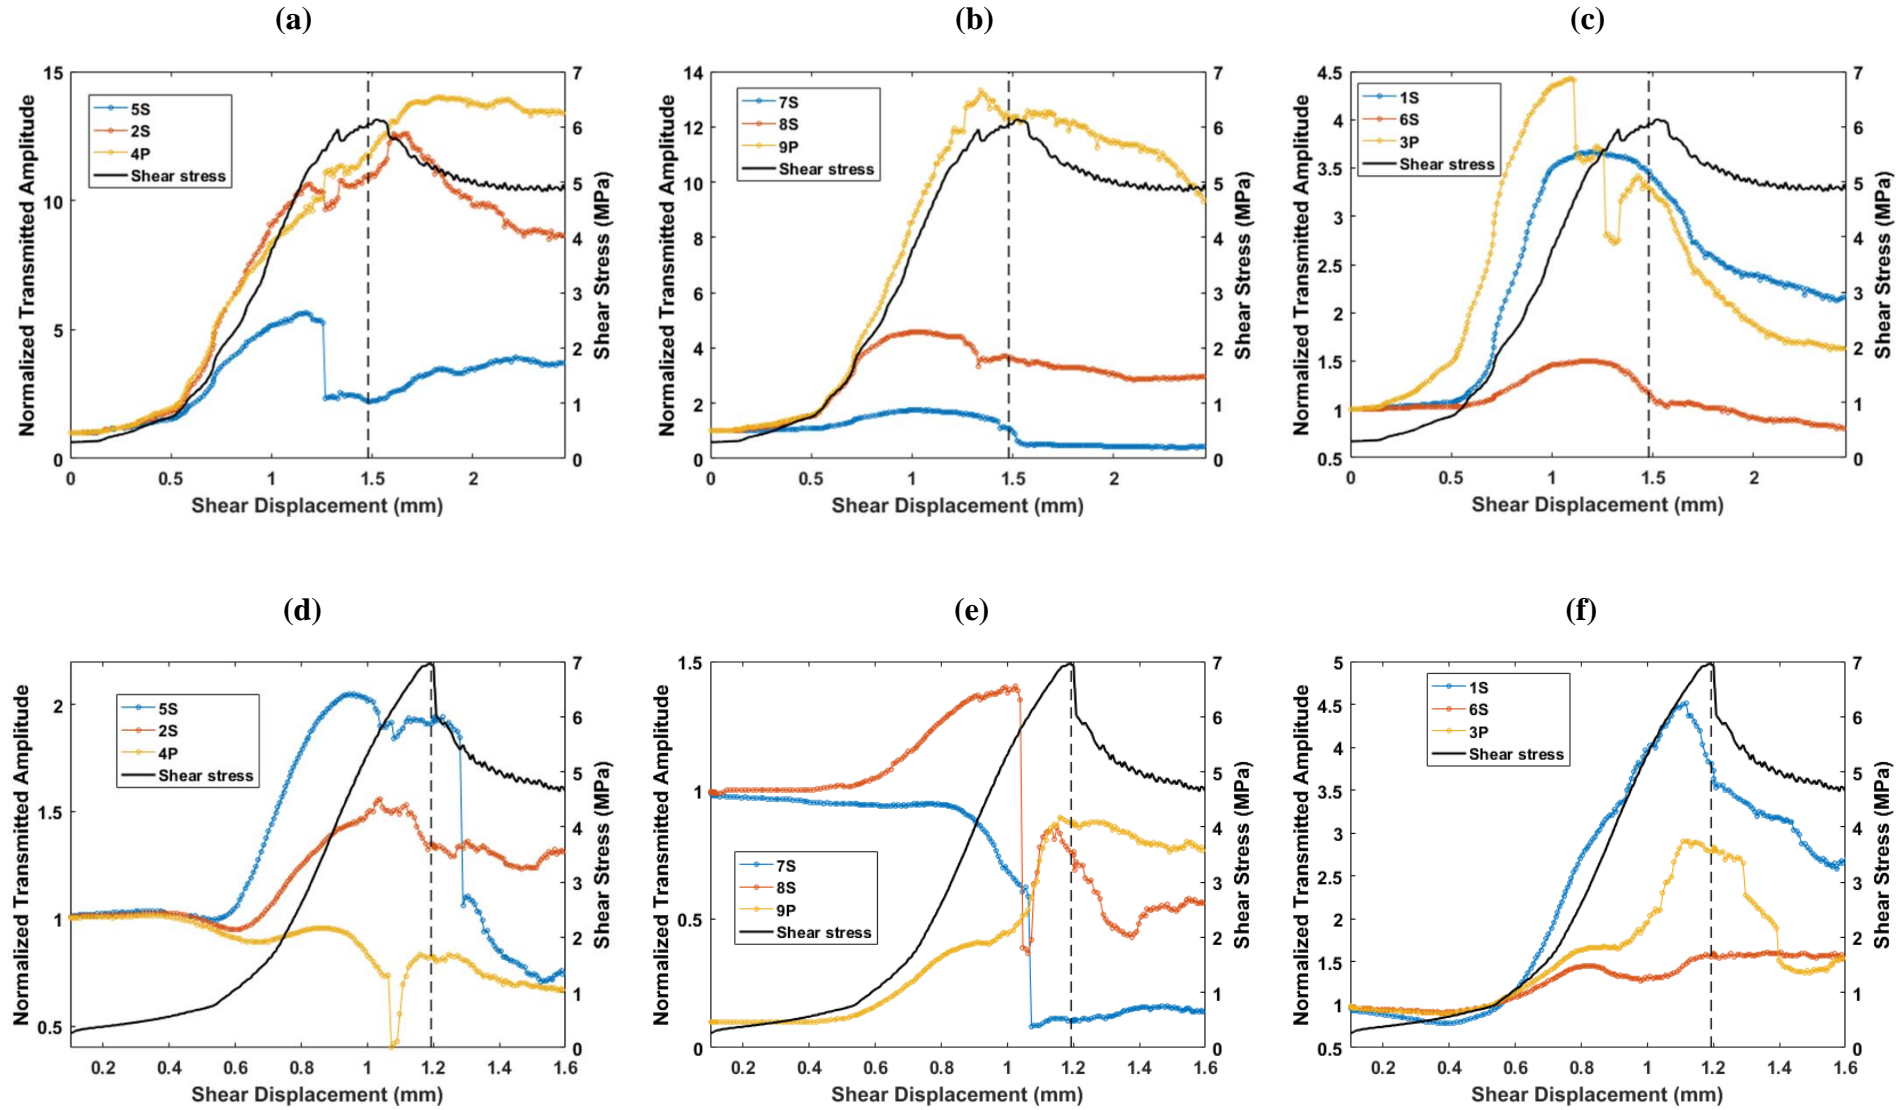 (a)
15
10
5
0
Normalized Transmitted Amplitude
5S
2S
4P
Shear stress
7
6
5
4
3
2
1
0
Shear Stress (MPa)
0 0.5 1 1.5 2
Shear Displacement (mm)
(b)
14
12
10
8
6
4
2
0
Normalized Transmitted Amplitude
7S
8S
9P
Shear stress
7
6
5
4
3
2
1
0
Shear Stress (MPa)
0 0.5 1 1.5 2
Shear Displacement (mm)
(c)
4.5
4
3.5
3
2.5
2
1.5
1
0.5
Normalized Transmitted Amplitude
1S
6S
3P
Shear stress
7
6
5
4
3
2
1
0
Shear Stress (MPa)
0 0.5 1 1.5 2
Shear Displacement (mm)
(d)
2
1.5
1
0.5
Normalized Transmitted Amplitude
5S
2S
4P
Shear stress
7
6
5
4
3
2
1
0
Shear Stress (MPa)
0.2 0.4 0.6 0.8 1 1.2 1.4 1.6
Shear Displacement (mm)
(e)
1.5
1
0.5
0
Normalized Transmitted Amplitude
7S
8S
9P
Shear stress
7
6
5
4
3
2
1
0
Shear Stress (MPa)
0.2 0.4 0.6 0.8 1 1.2 1.4 1.6
Shear Displacement (mm)
(f)
5
4.5
4
3.5
3
2.5
2
1.5
1
0.5
Normalized Transmitted Amplitude
1S
6S
3P
Shear stress
7
6
5
4
3
2
1
0
Shear Stress (MPa)
0.2 0.4 0.6 0.8 1 1.2 1.4 1.6
Shear Displacement (mm)